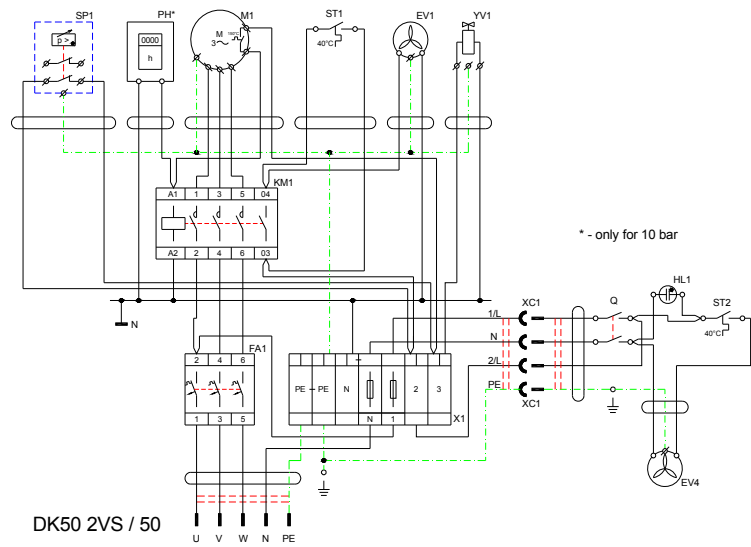 SP1 PH* M1 ST1 EV1 YV1
p >
0000
h
M
3
160°C
40°C
KM1
A1 1 3 5 04
A2 2 4 6 03
* - only for 10 bar
N
HL1
XC1 Q ST2
1/L
N
2/L
PE
XC1
40°C
FA1
2 4 6
1 3 5
PE PE N 2 3
N 1
X1
EV4
DK50 2VS / 50
U V W N PE